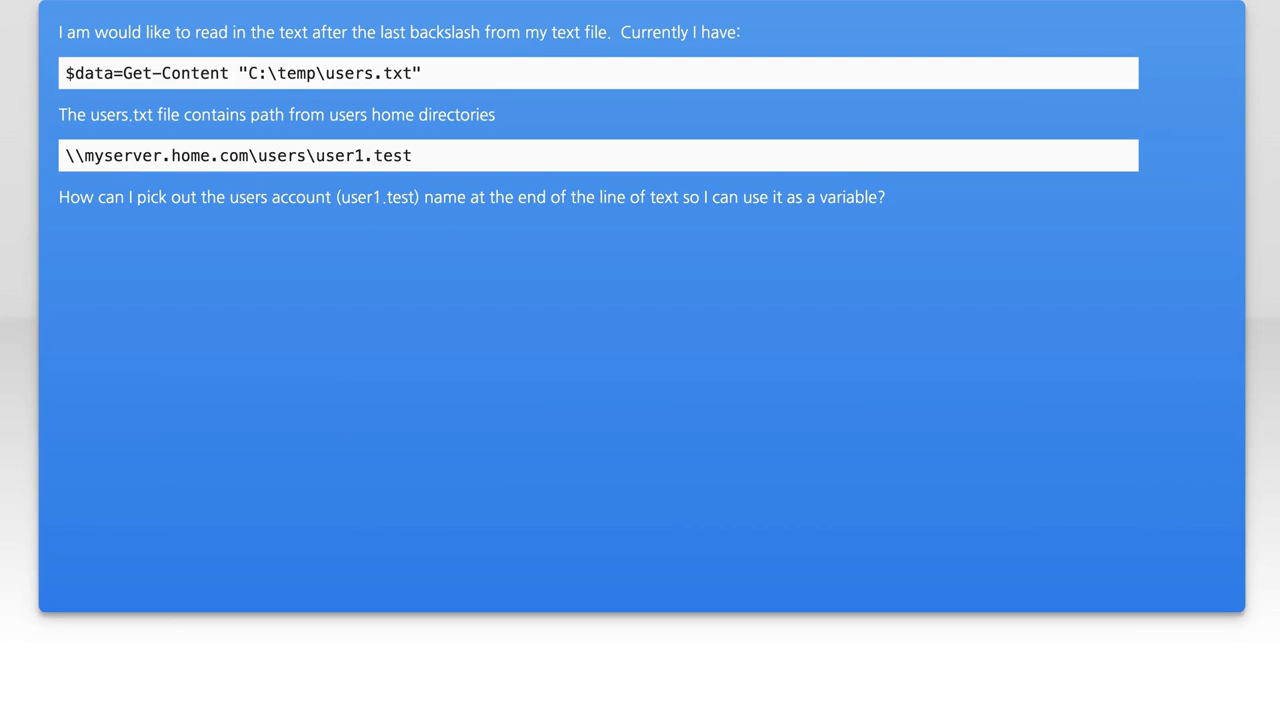 I am would like to read in the text after the last backslash from my text file.  Currently I have:
$data=Get-Content "C:\temp\users.txt"
The users.txt file contains path from users home directories
\\myserver.home.com\users\user1.test
How can I pick out the users account (user1.test) name at the end of the line of text so I can use it as a variable?